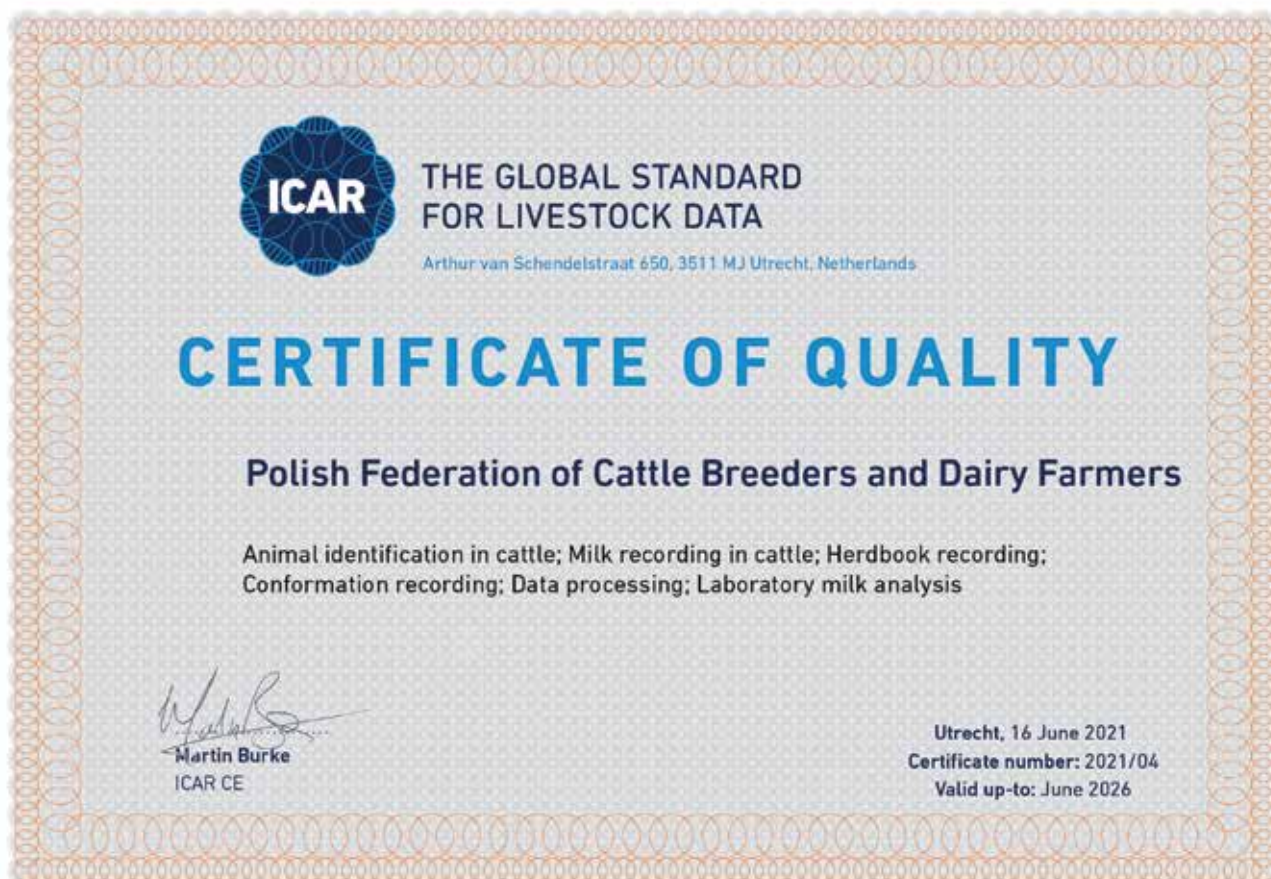 ICAR
THE GLOBAL STANDARD
FOR LIVESTOCK DATA
Arthur van Schendelstraat 650, 3511 MJ Utrecht, Netherlands
CERTIFICATE OF QUALITY
Polish Federation of Cattle Breeders and Dairy Farmers
Animal identification in cattle; Milk recording in cattle; Herdbook recording;
Conformation recording; Data processing; Laboratory milk analysis
Martin Burke
ICAR CE
Utrecht, 16 June 2021
Certificate number: 2021/04
Valid up-to: June 2026